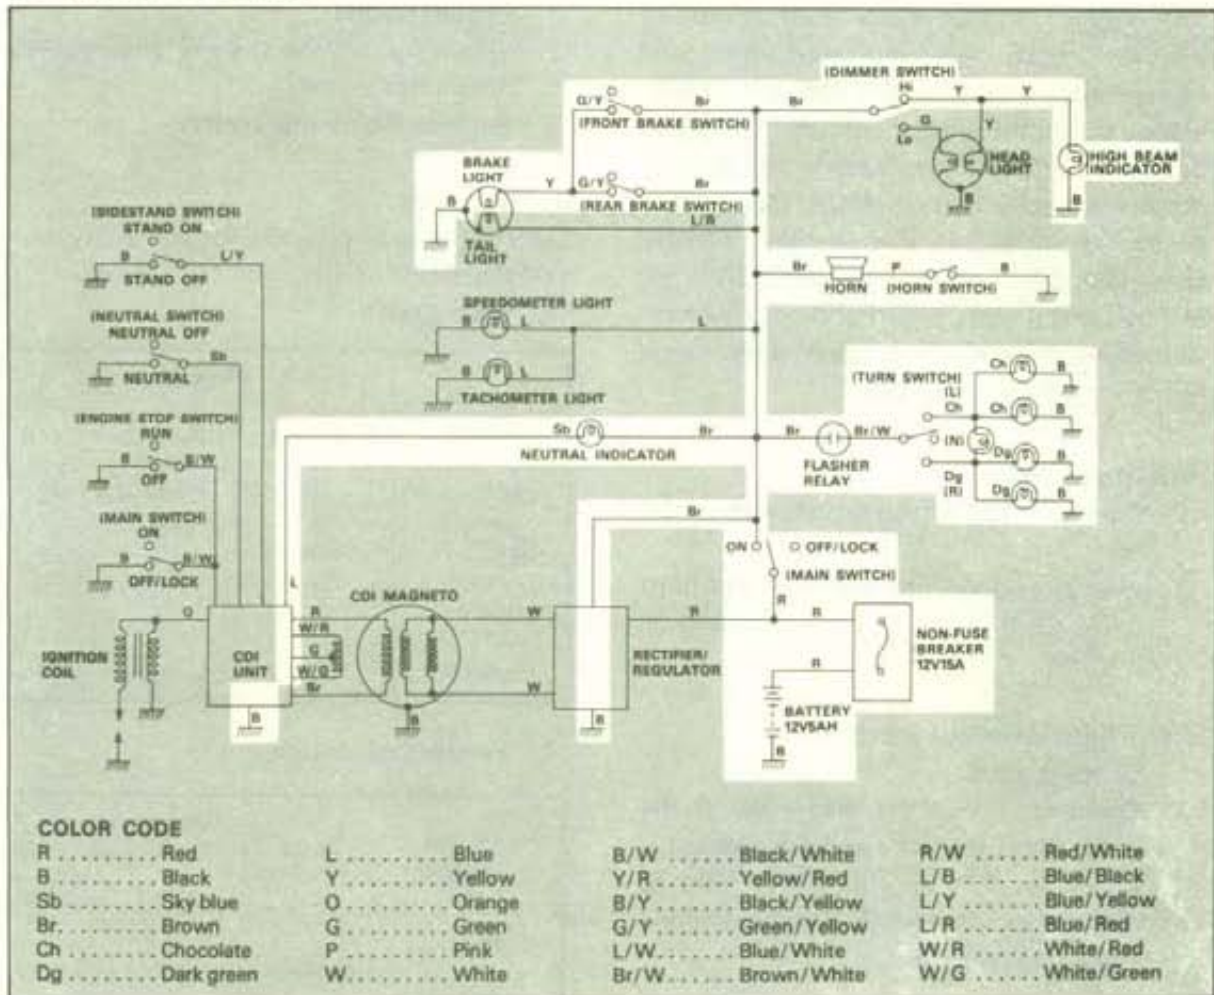 (DIMMER SWITCH)
Hi
G/Y Br Br Y Y
(FRONT BRAKE SWITCH)
G Y
Lo
HEAD LIGHT
HIGH BEAM INDICATOR
B B
BRAKE LIGHT
Y G/Y Br
B
(REAR BRAKE SWITCH)
TAIL LIGHT
(SIDESTAND SWITCH)
STAND ON
B L/Y
STAND OFF
Br P B
HORN (HORN SWITCH)
SPEEDOMETER LIGHT
B L L
B L
TACHOMETER LIGHT
(NEUTRAL SWITCH)
NEUTRAL OFF
Sb
NEUTRAL
(TURN SWITCH)
(L)
Ch B
Ch Ch B
(N)
Dg B
Dg
(R)
Dg B
Sb Br Br Br/W
NEUTRAL INDICATOR
FLASHER RELAY
(ENGINE STOP SWITCH)
RUN
B B/W
OFF
Br
(MAIN SWITCH)
ON
B B/W
OFF/LOCK
ON OFF/LOCK
(MAIN SWITCH)
R
L
CDI MAGNETO
R W R R
W/R
G
W/G
Br W
IGNITION COIL
CDI UNIT
RECTIFIER/
REGULATOR
NON-FUSE
BREAKER
12V15A
R
BATTERY
12V5AH
B B B B
COLOR CODE
R ......... Red L ......... Blue B/W ...... Black/White R/W ...... Red/White
B ......... Black Y ......... Yellow Y/R ...... Yellow/Red L/B ...... Blue/Black
Sb ........ Sky blue O ......... Orange B/Y ...... Black/Yellow L/Y ...... Blue/Yellow
Br. ....... Brown G ......... Green G/Y ...... Green/Yellow L/R ...... Blue/Red
Ch ........ Chocolate P ......... Pink L/W ...... Blue/White W/R ...... White/Red
Dg ........ Dark green W ......... White Br/W ..... Brown/White W/G ...... White/Green